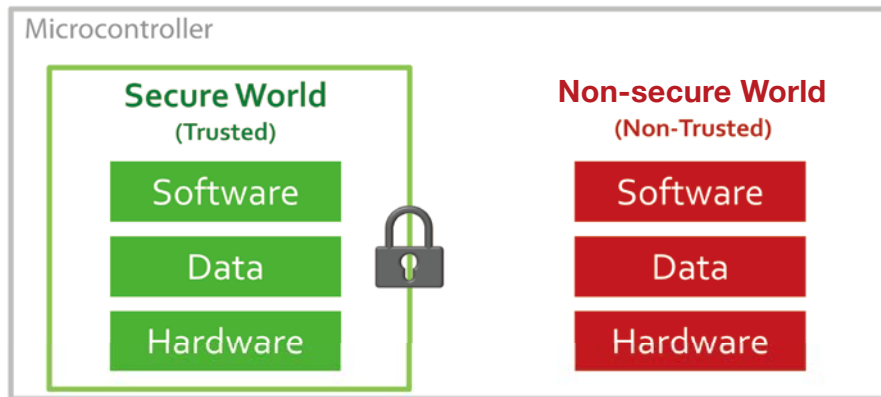 Microcontroller
Secure World
(Trusted)
Software
Data
Hardware
Non-secure World
(Non-Trusted)
Software
Data
Hardware